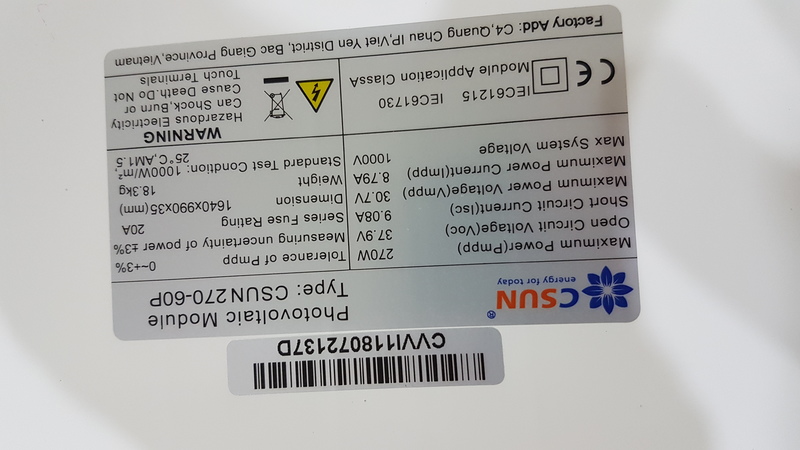 CVVI1180721​37D
CSUN®
energy for today
Photovoltaic Module
Type: CSUN270-60P
Maximum Power(Pmpp) 270W
Open Circuit Voltage(Voc) 37.9V
Short Circuit Current(Isc) 9.08A
Maximum Power Voltage(Vmpp) 30.7V
Maximum Power Current(Impp) 8.79A
Max System Voltage 1000V
Tolerance of Pmpp 0~+3%
Measuring uncertainty of power ±3%
Series Fuse Rating 20A
Dimension 1640x990x35(mm)
Weight 18.3kg
Standard Test Condtion: 1000W/m²,
25°C,AM1.5
CE
IEC61215 IEC61730
Module Application ClassA
WARNING
Hazardous Electricity
Can Shock,Burn or
Cause Death.Do Not
Touch Terminals
Factory Add: C4,Quang Chau IP,Viet Yen District, Bac Giang Province,Vietnam